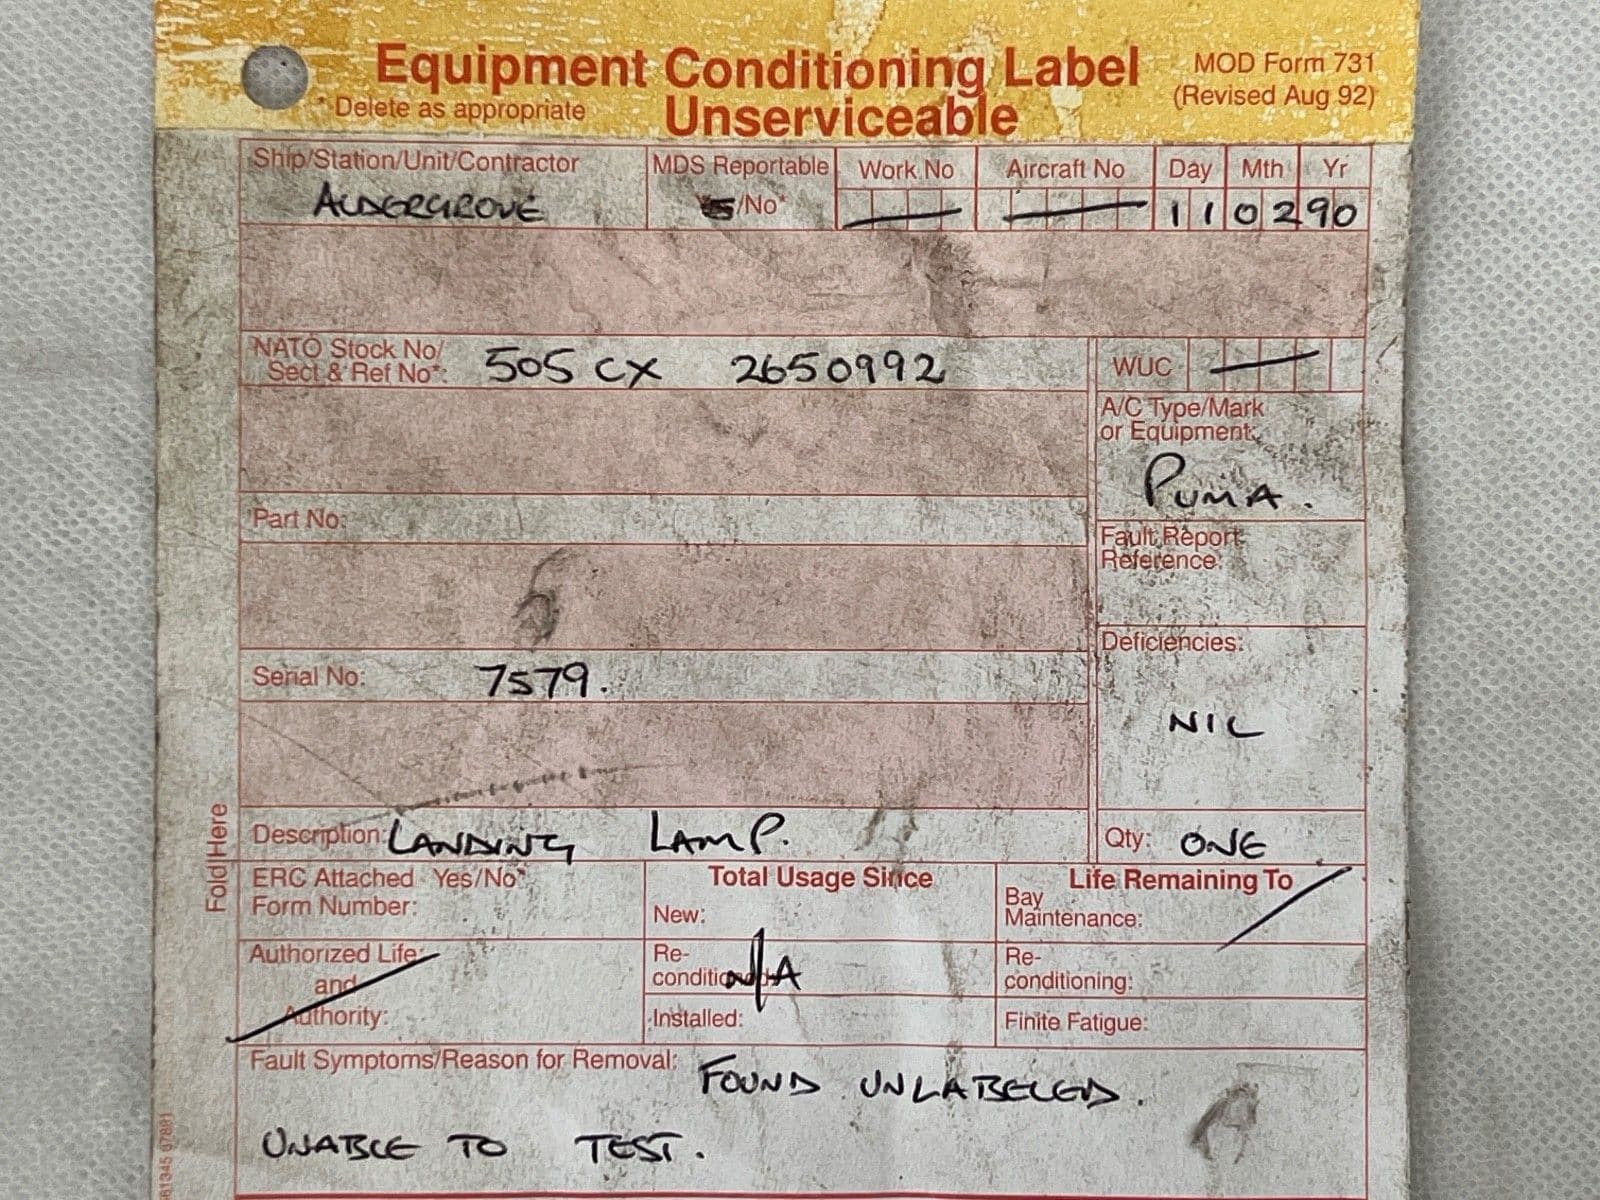 Equipment Conditioning Label
MOD Form 731
* Delete as appropriate
Unserviceable
(Revised Aug 92)
Ship/Station/Unit/Contractor MDS Reportable Work No Aircraft No Day Mth Yr
ALDERGROVE /No* — — 11 02 90
NATO Stock No/
Sect & Ref No*: 505 CX 2650992 WUC —
A/C Type/Mark
or Equipment:
PUMA.
Part No:
Fault Report
Reference:
Deficiencies:
Serial No: 7579.
NIL
Fold Here
Description: LANDING LAMP. Qty: ONE
ERC Attached Yes/No*
Form Number:
Total Usage Since
New:
Life Remaining To
Bay
Maintenance:
Authorized Life:
and
Authority:
Re-
conditioned:
N/A
Installed:
Re-
conditioning:
Finite Fatigue:
Fault Symptoms/Reason for Removal: FOUND UNLABELED.
UNABLE TO TEST.